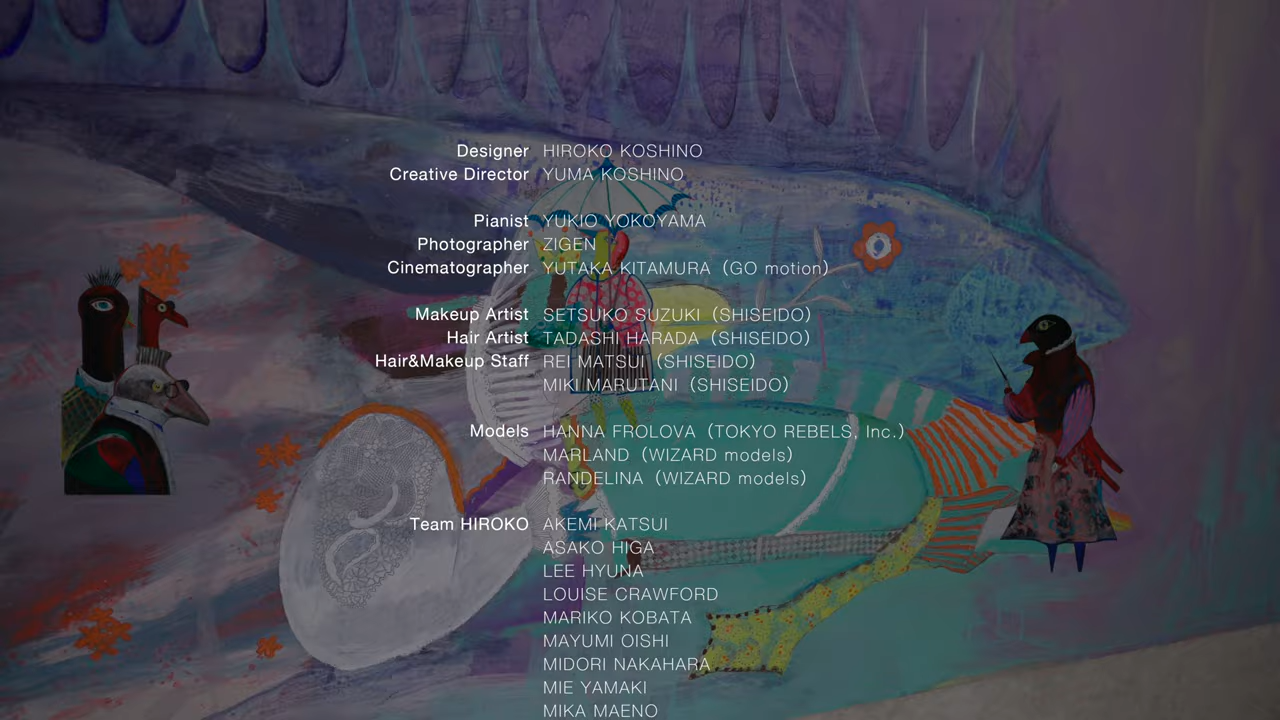 Designer HIROKO KOSHINO
Creative Director YUMA KOSHINO
Pianist YUKIO YOKOYAMA
Photographer ZIGEN
Cinematographer YUTAKA KITAMURA (GO motion)
Makeup Artist SETSUKO SUZUKI (SHISEIDO)
Hair Artist TADASHI HARADA (SHISEIDO)
Hair&Makeup Staff REI MATSUI (SHISEIDO)
MIKI MARUTANI (SHISEIDO)
Models HANNA FROLOVA (TOKYO REBELS, Inc.)
MARLAND (WIZARD models)
RANDELINA (WIZARD models)
Team HIROKO AKEMI KATSUI
ASAKO HIGA
LEE HYUNA
LOUISE CRAWFORD
MARIKO KOBATA
MAYUMI OISHI
MIDORI NAKAHARA
MIE YAMAKI
MIKA MAENO